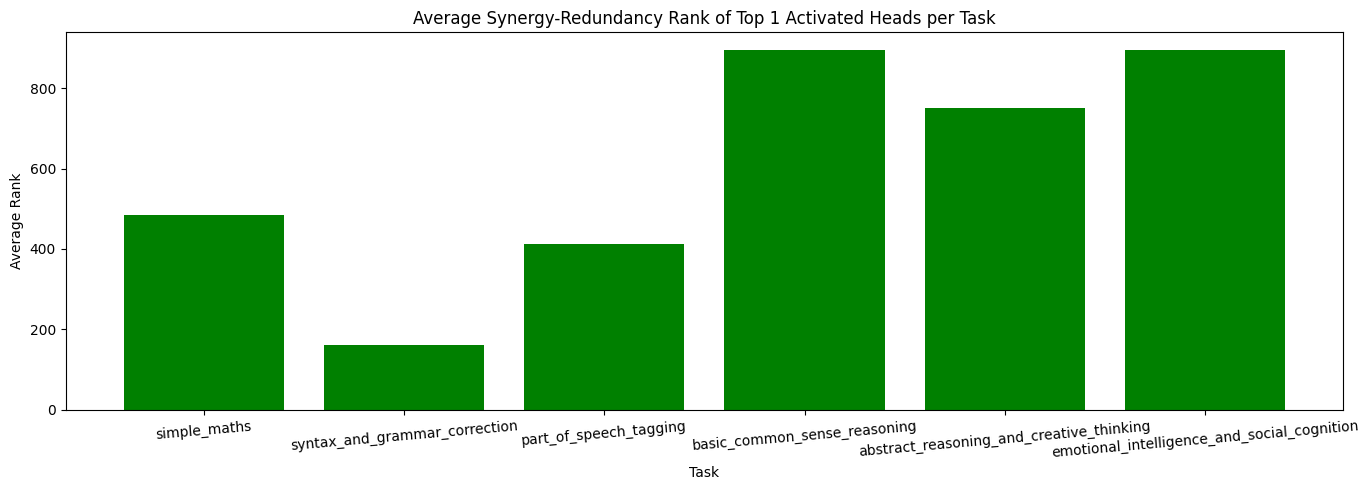 Average Synergy-Redundancy Rank of Top 1 Activated Heads per Task
Average Rank
800
600
400
200
0
simple_maths
syntax_and_grammar_correction
part_of_speech_tagging
basic_common_sense_reasoning
abstract_reasoning_and_creative_thinking
emotional_intelligence_and_social_cognition
Task